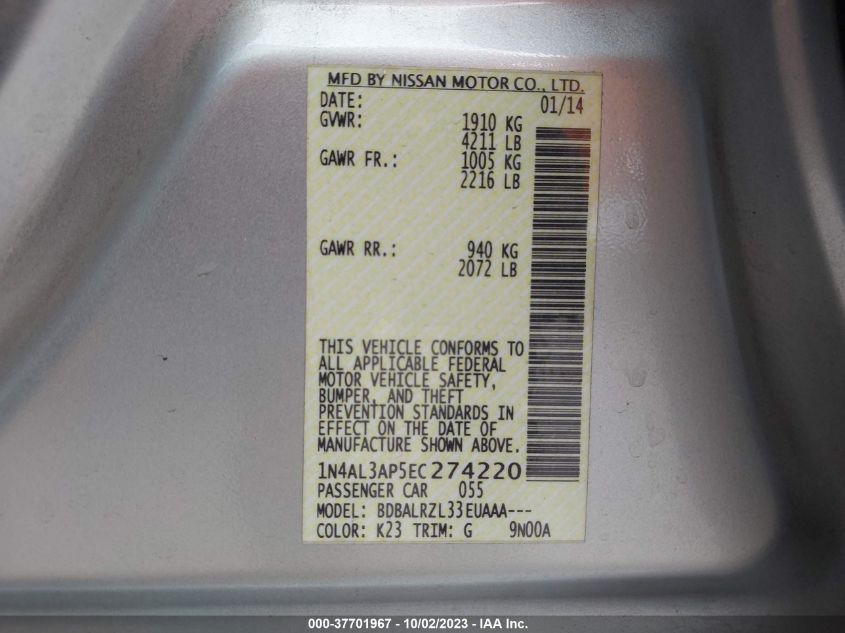 MFD BY NISSAN MOTOR CO., LTD.
DATE: 01/14
GVWR: 1910 KG
4211 LB
GAWR FR.: 1005 KG
2216 LB
GAWR RR.: 940 KG
2072 LB
THIS VEHICLE CONFORMS TO
ALL APPLICABLE FEDERAL
MOTOR VEHICLE SAFETY,
BUMPER, AND THEFT
PREVENTION STANDARDS IN
EFFECT ON THE DATE OF
MANUFACTURE SHOWN ABOVE.
1N4AL3AP5EC274220
PASSENGER CAR 055
MODEL: BDBALRZL33EUAAA---
COLOR: K23 TRIM: G 9N00A
000-37701967 - 10/02/2023 - IAA Inc.